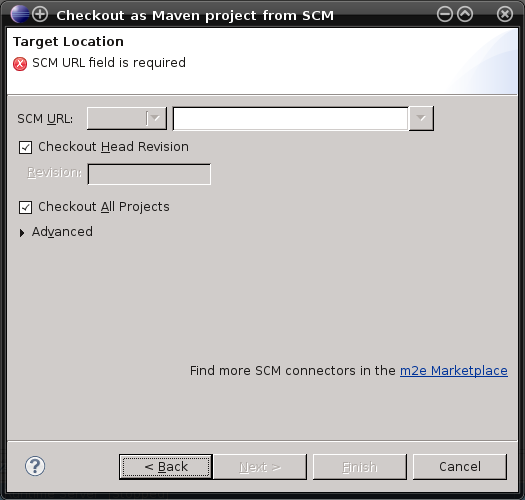 Checkout as Maven project from SCM
Target Location
SCM URL field is required
SCM URL:
Checkout Head Revision
Revision:
Checkout All Projects
Advanced
Find more SCM connectors in the m2e Marketplace
? < Back Next > Finish Cancel